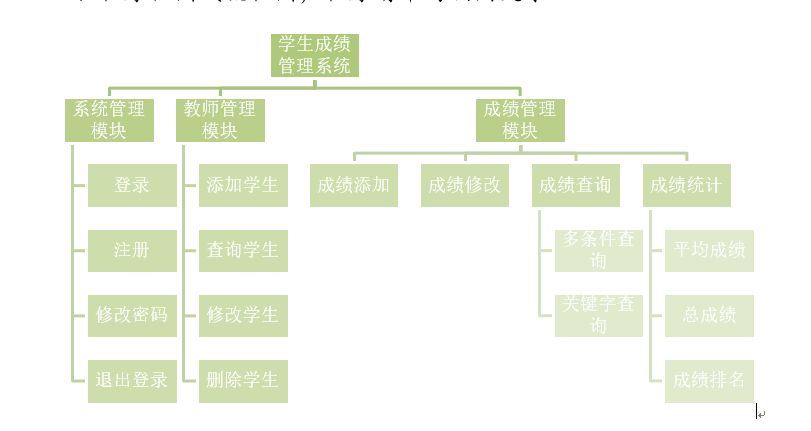 学生成绩
管理系统
系统管理
模块
教师管理
模块
成绩管理
模块
登录
添加学生
成绩添加
成绩修改
成绩查询
成绩统计
注册
查询学生
多条件查
询
平均成绩
修改密码
修改学生
关键字查
询
总成绩
退出登录
删除学生
成绩排名